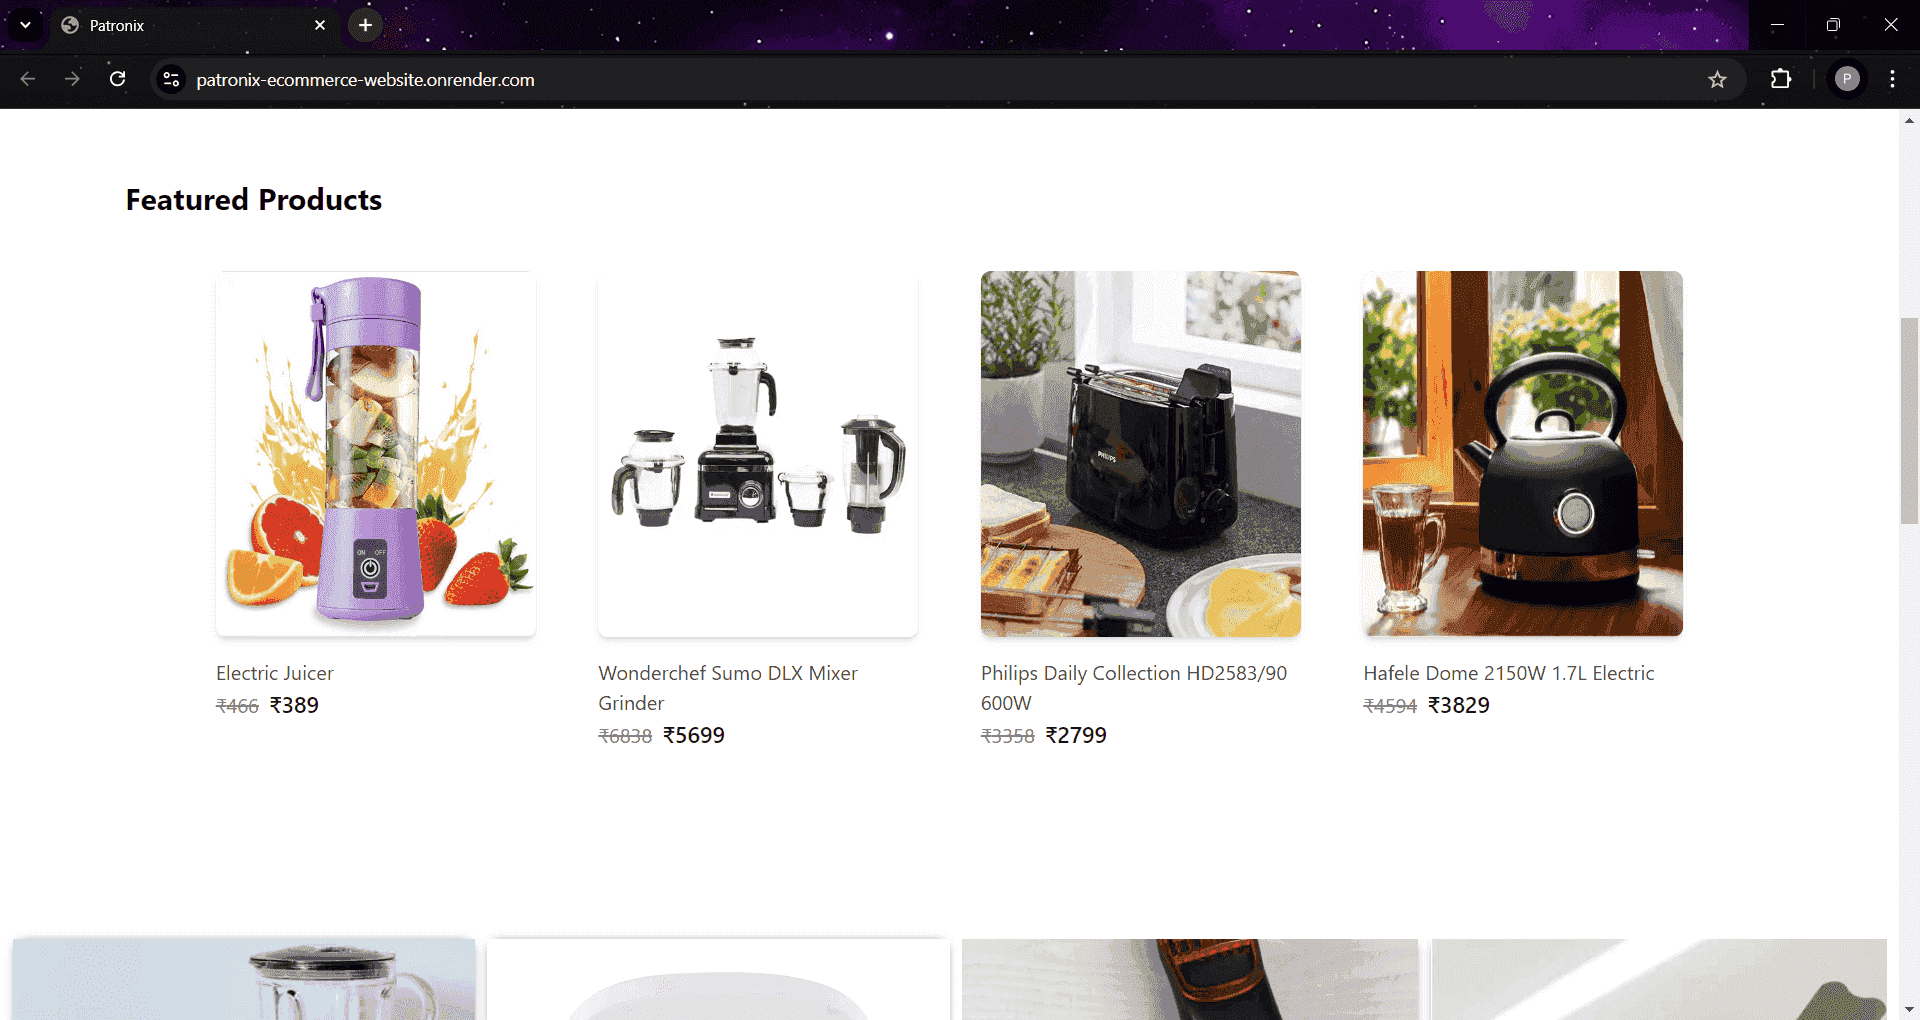 Patronix
patronix-ecommerce-website.onrender.com
P
Featured Products
ON OFF
PHILIPS
Electric Juicer
₹466 ₹389
Wonderchef Sumo DLX Mixer
Grinder
₹6838 ₹5699
Philips Daily Collection HD2583/90
600W
₹3358 ₹2799
Hafele Dome 2150W 1.7L Electric
₹4594 ₹3829